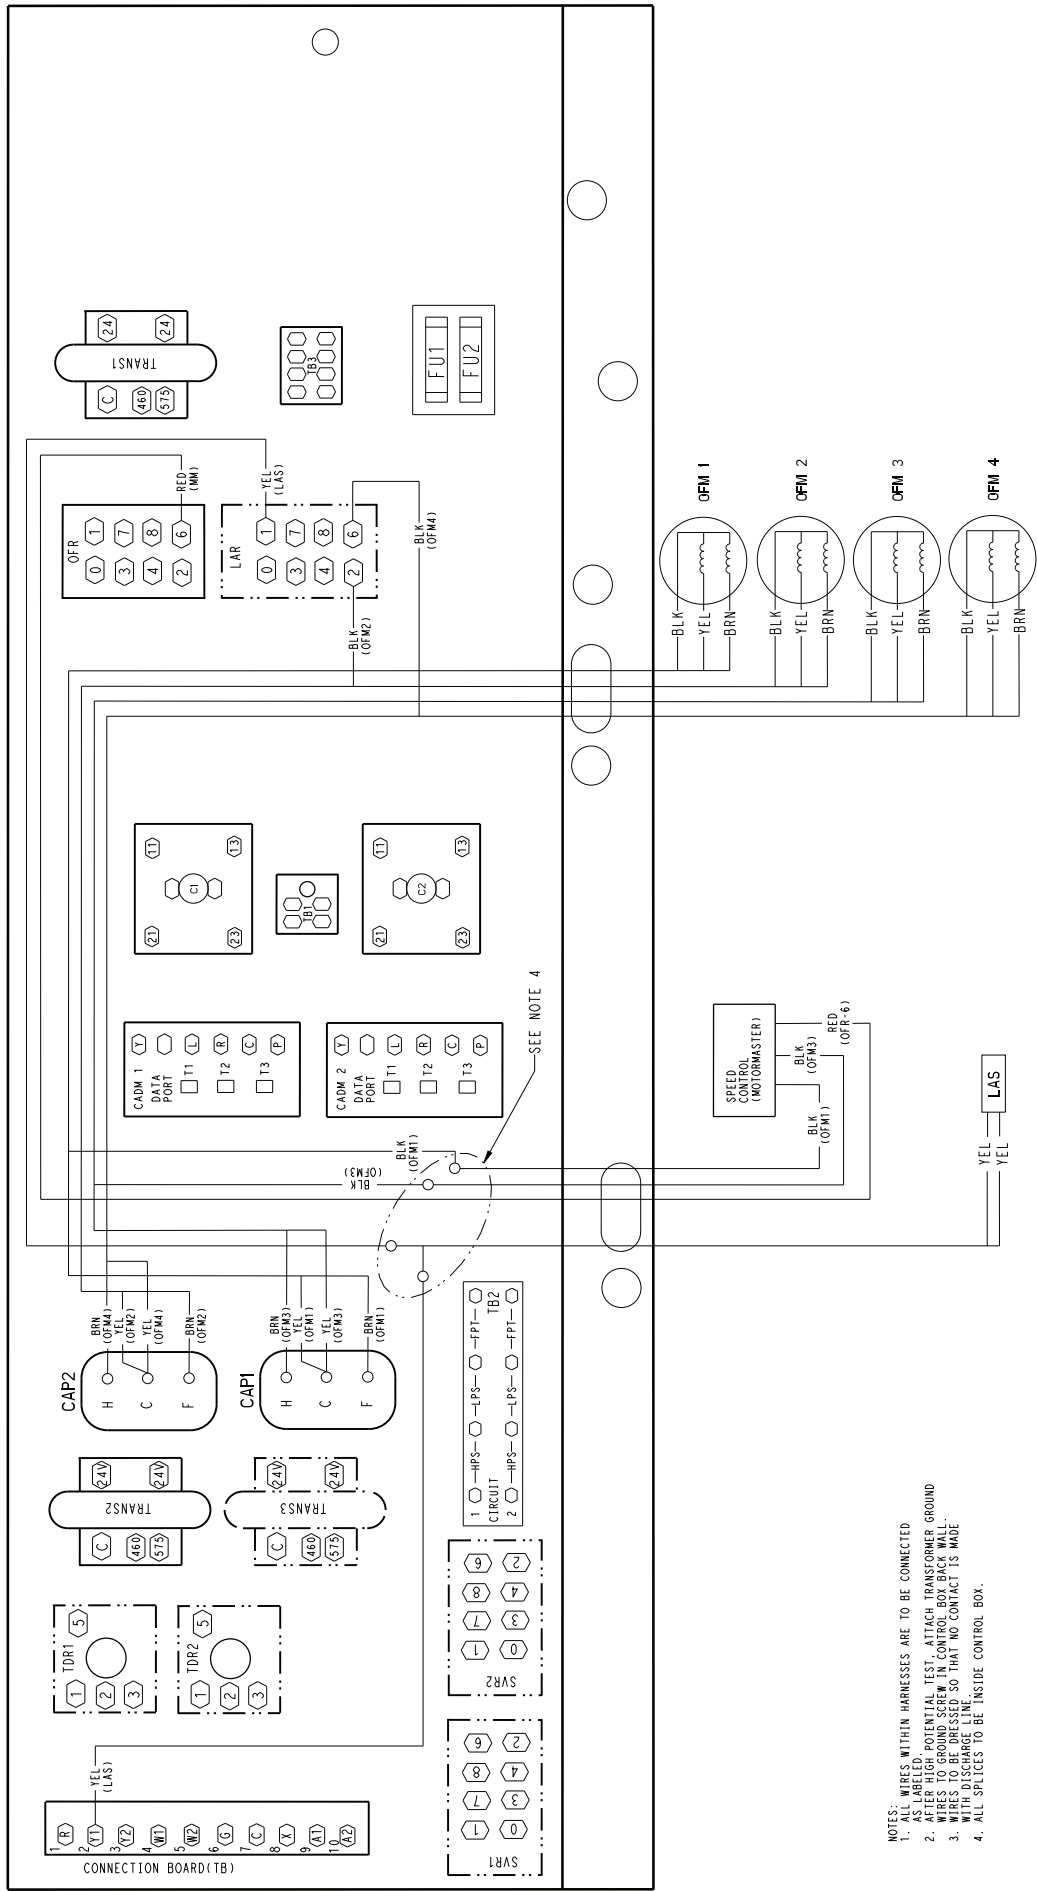 24
24
TRANS1
C
460
575
TB3
FU1
FU2
RED
(MM)
YEL
(LAS)
OFR
0
1
3
7
4
8
2
6
LAR
0
1
3
7
4
8
2
6
BLK
(OFM4)
BLK
(OFM2)
OFM 1
OFM 2
OFM 3
OFM 4
BLK
YEL
BRN
BLK
YEL
BRN
BLK
YEL
BRN
BLK
YEL
BRN
11
13
C1
21
23
TB1
11
13
C2
21
23
SEE NOTE 4
CADM 1
DATA
PORT
Y
L
R
C
P
T1
T2
T3
CADM 2
DATA
PORT
Y
L
R
C
P
T1
T2
T3
SPEED
CONTROL
(MOTORMASTER)
RED
(OFR-6)
BLK
(OFM3)
BLK
(OFM1)
LAS
YEL
YEL
BLK
(OFM1)
BLK
(OFM3)
BRN
(OFM4)
YEL
(OFM2)
YEL
(OFM4)
BRN
(OFM2)
BRN
(OFM3)
YEL
(OFM1)
YEL
(OFM3)
BRN
(OFM1)
CAP2
H
C
F
CAP1
H
C
F
TB2
CIRCUIT
1 HPS LPS FPT
2 HPS LPS FPT
24V
24V
TRANS2
C
460
575
24V
24V
TRANS3
C
460
575
TDR1
5
1
2
3
TDR2
5
1
2
3
SVR2
6
2
8
4
7
3
1
0
SVR1
6
2
8
4
7
3
1
0
YEL
(LAS)
1 R
2 Y1
3 Y2
4 W1
5 W2
6 G
7 C
8 X
9 A1
10 A2
CONNECTION BOARD(TB)
NOTES:
1. ALL WIRES WITHIN HARNESSES ARE TO BE CONNECTED
AS LABELED.
2. AFTER HIGH POTENTIAL TEST, ATTACH TRANSFORMER GROUND
WIRES TO GROUND SCREW IN CONTROL BOX BACK WALL.
3. WIRES TO BE DRESSED SO THAT NO CONTACT IS MADE
WITH DISCHARGE LINE.
4. ALL SPLICES TO BE INSIDE CONTROL BOX.